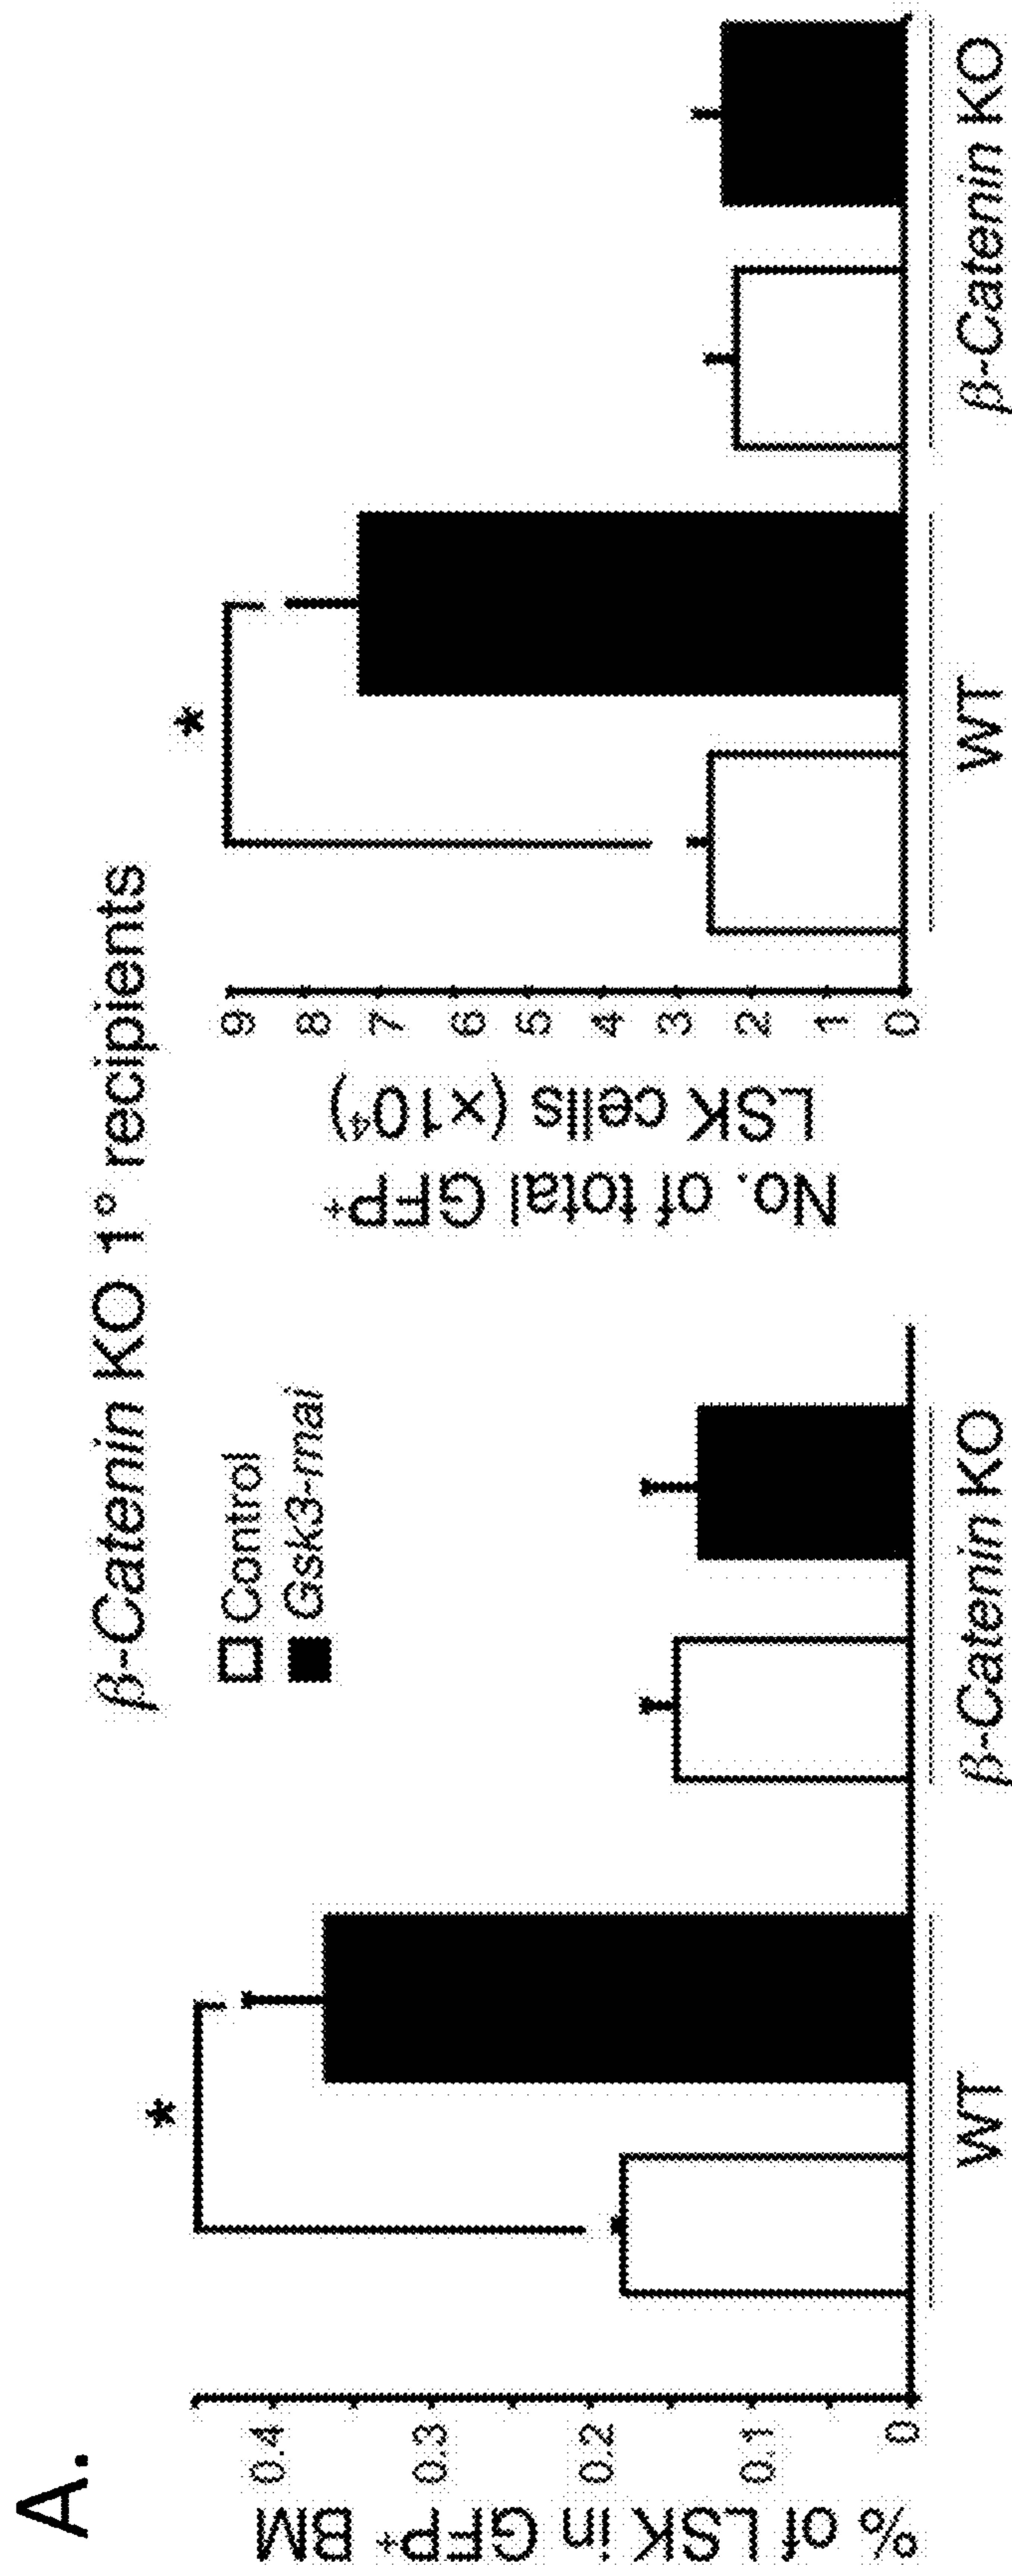 A.
β-Catenin KO 1° recipients
Control
Gsk3-rnai
% of LSK in GFP⁺ BM
0.4
0.3
0.2
0.1
0
WT
β-Catenin KO
*
No. of total GFP⁺
LSK cells (×10⁴)
9
8
7
6
5
4
3
2
1
0
WT
β-Catenin KO
*